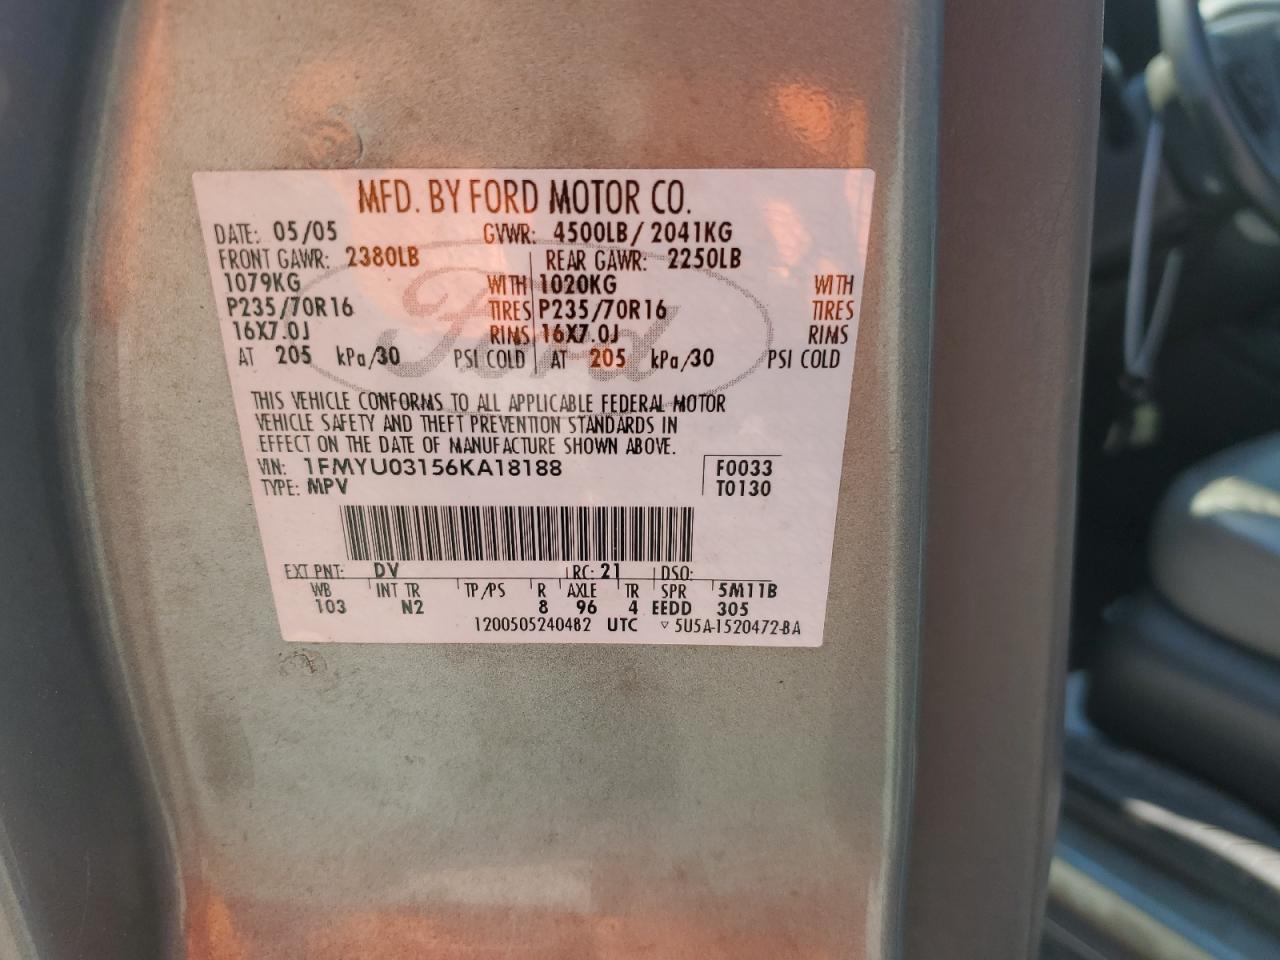 MFD. BY FORD MOTOR CO.
DATE: 05/05 GVWR: 4500LB/2041KG
FRONT GAWR: 2380LB REAR GAWR: 2250LB
1079KG WITH 1020KG WITH
P235/70R16 TIRES P235/70R16 TIRES
16X7.0J RIMS 16X7.0J RIMS
AT 205 kPa/30 PSI COLD AT 205 kPa/30 PSI COLD
Ford
THIS VEHICLE CONFORMS TO ALL APPLICABLE FEDERAL MOTOR
VEHICLE SAFETY AND THEFT PREVENTION STANDARDS IN
EFFECT ON THE DATE OF MANUFACTURE SHOWN ABOVE.
VIN: 1FMYU03156KA18188 F0033
TYPE: MPV T0130
EXT PNT: DV RC: 21 DSO:
WB INT TR TP/PS R AXLE TR SPR 5M11B
103 N2 8 96 4 EEDD 305
1200505240482 UTC ▽ 5U5A-1520472-BA